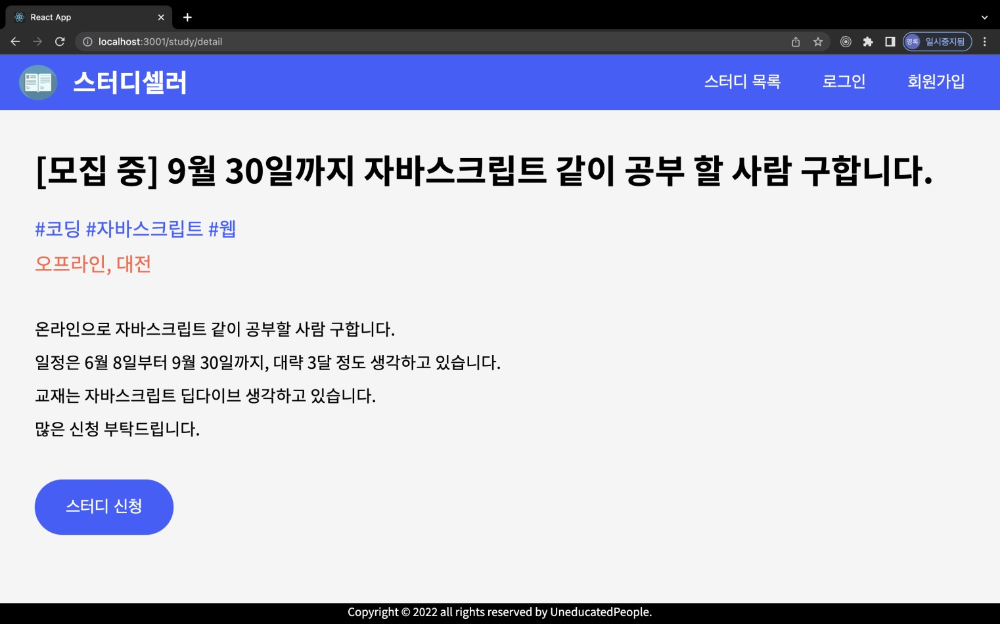 React App
localhost:3001/study/detail
영록 일시중지됨
스터디셀러
스터디 목록 로그인 회원가입
[모집 중] 9월 30일까지 자바스크립트 같이 공부 할 사람 구합니다.
#코딩 #자바스크립트 #웹
오프라인, 대전
온라인으로 자바스크립트 같이 공부할 사람 구합니다.
일정은 6월 8일부터 9월 30일까지, 대략 3달 정도 생각하고 있습니다.
교재는 자바스크립트 딥다이브 생각하고 있습니다.
많은 신청 부탁드립니다.
스터디 신청
Copyright © 2022 all rights reserved by UneducatedPeople.